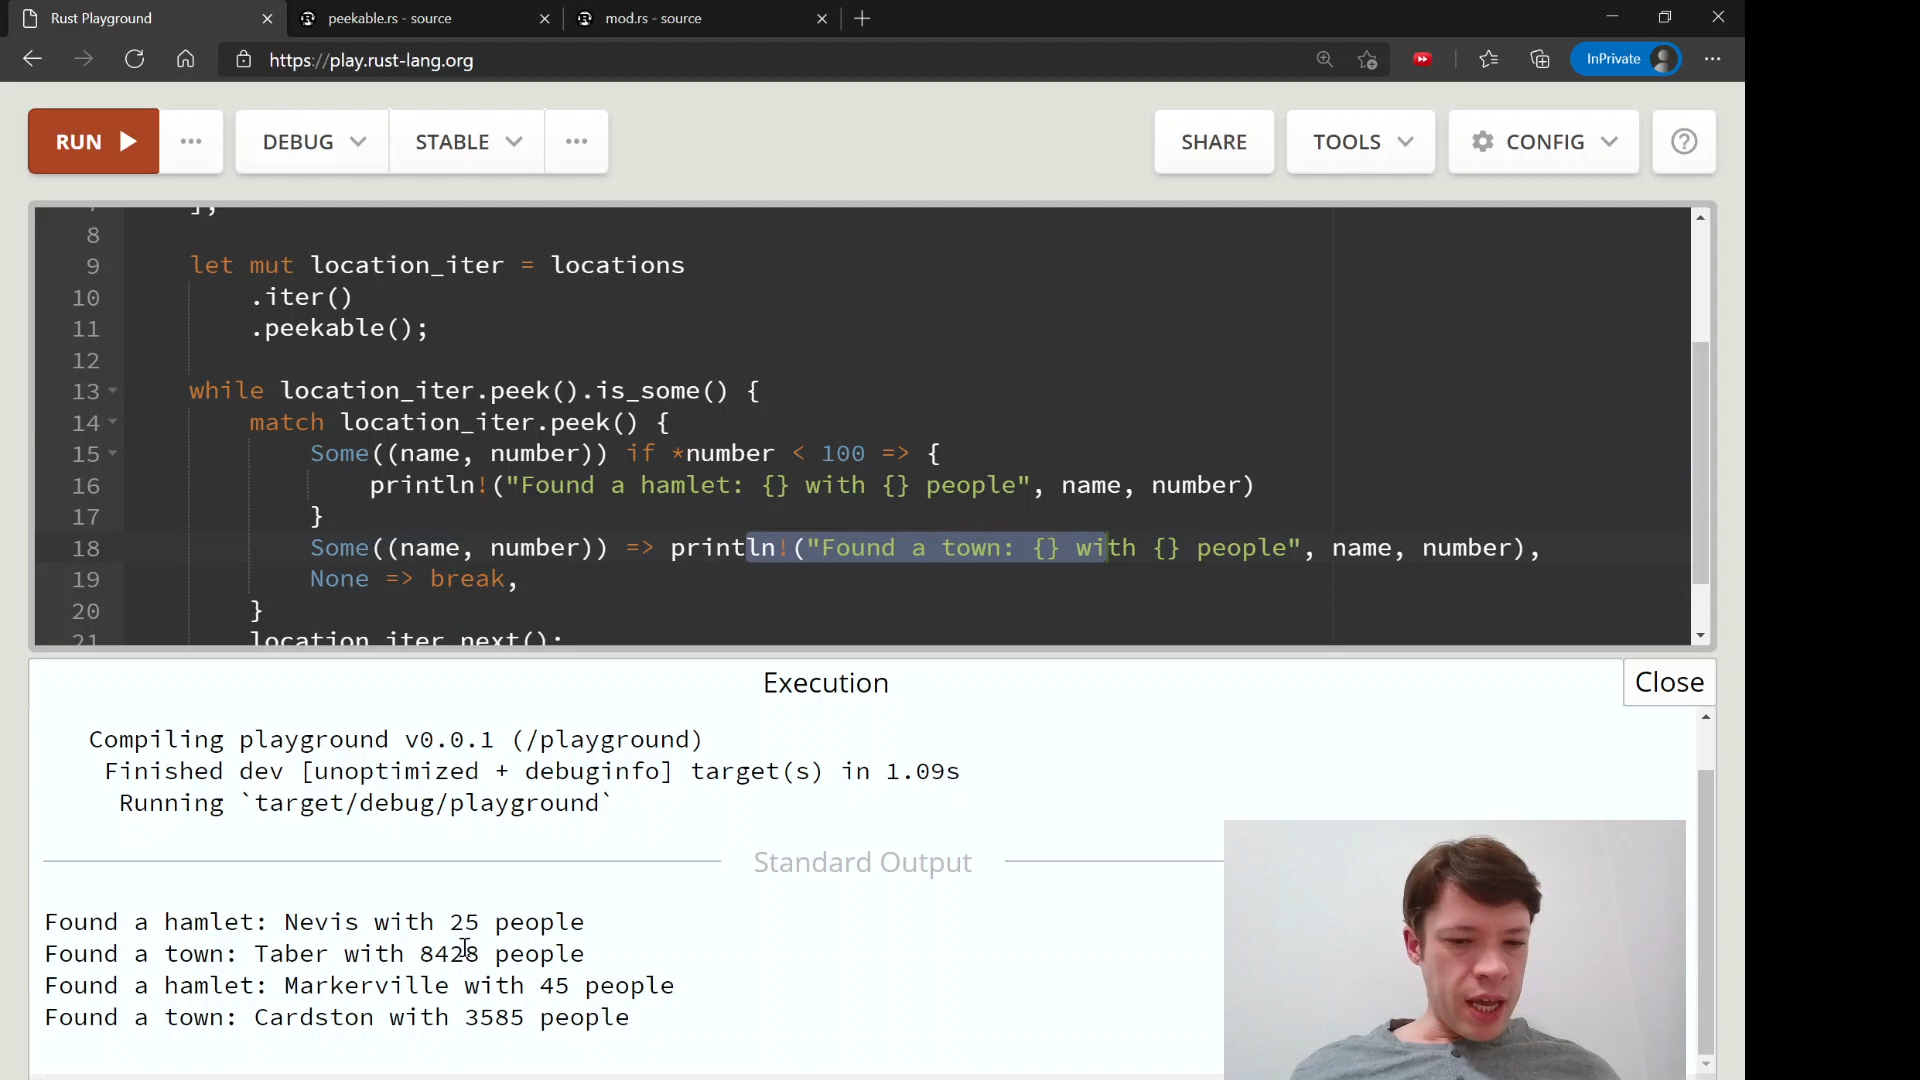 Rust Playground
peekable.rs - source
mod.rs - source
https://play.rust-lang.org
InPrivate
RUN
DEBUG
STABLE
SHARE
TOOLS
CONFIG
8
9 let mut location_iter = locations
10 .iter()
11 .peekable();
12
13 while location_iter.peek().is_some() {
14 match location_iter.peek() {
15 Some((name, number)) if *number < 100 => {
16 println!("Found a hamlet: {} with {} people", name, number)
17 }
18 Some((name, number)) => println!("Found a town: {} with {} people", name, number),
19 None => break,
20 }
21 location_iter.next();
Execution
Close
Compiling playground v0.0.1 (/playground)
Finished dev [unoptimized + debuginfo] target(s) in 1.09s
Running `target/debug/playground`
Standard Output
Found a hamlet: Nevis with 25 people
Found a town: Taber with 8428 people
Found a hamlet: Markerville with 45 people
Found a town: Cardston with 3585 people